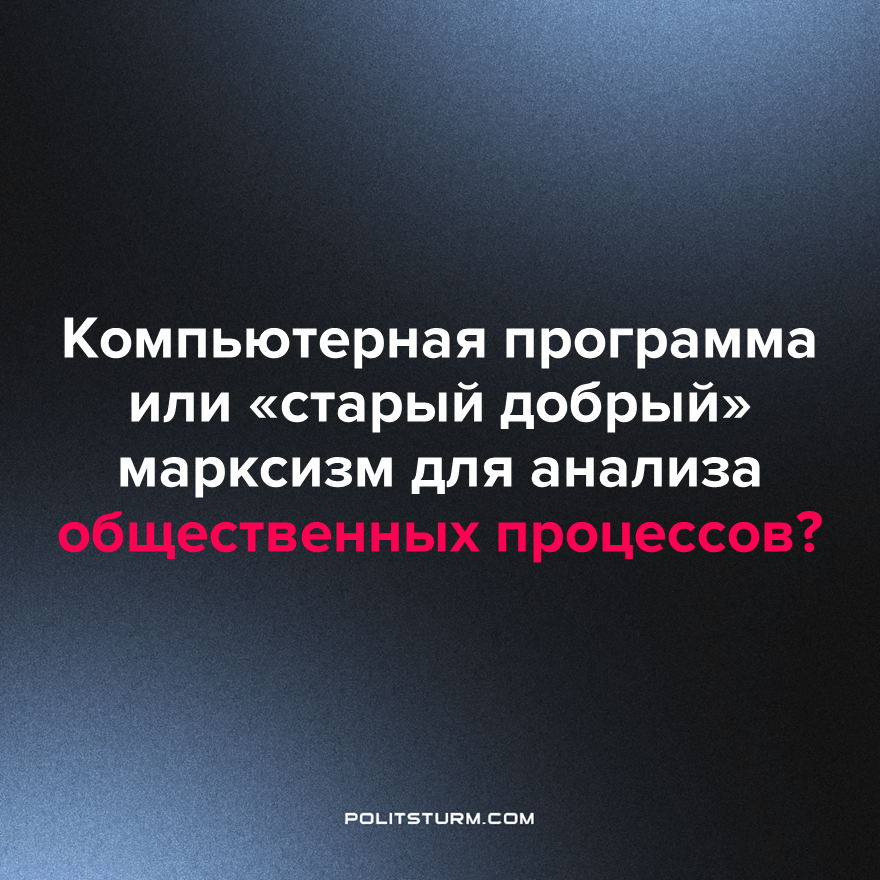 Компьютерная программа
или «старый добрый»
марксизм для анализа
общественных процессов?
POLITSTURM.COM